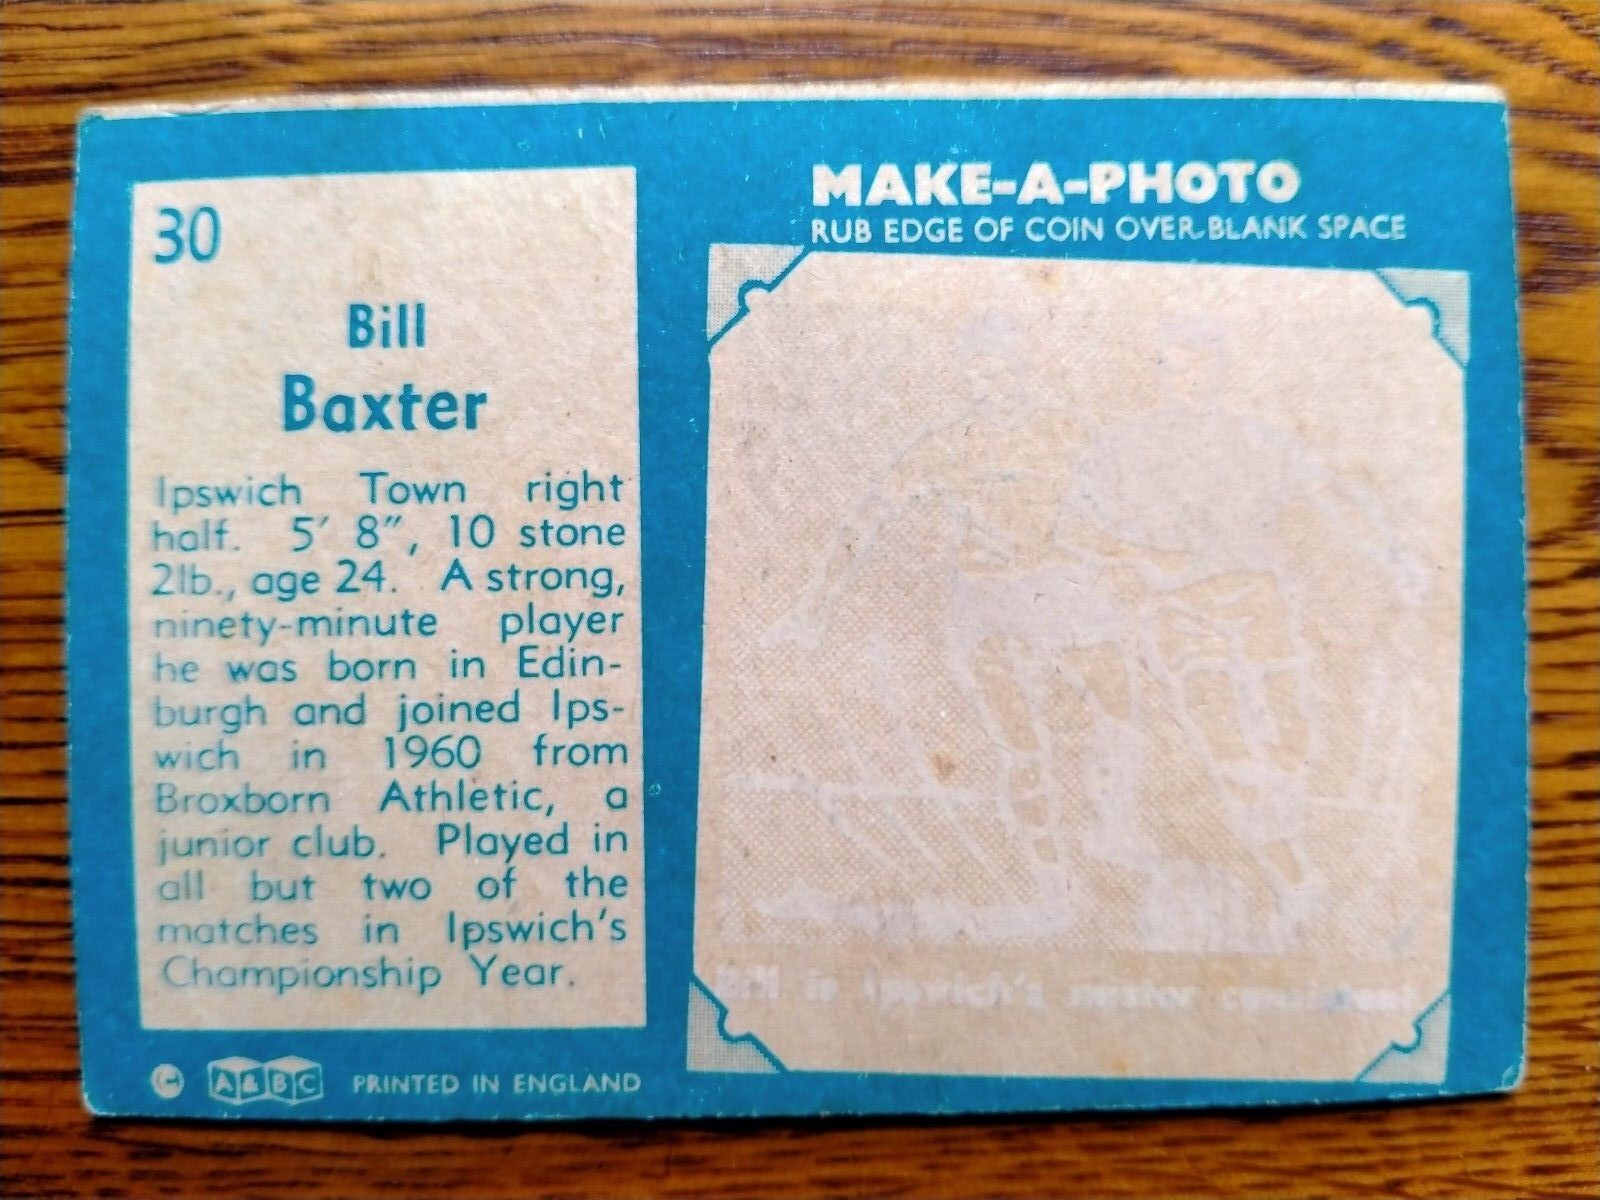 30
Bill
Baxter
Ipswich Town right
half. 5′ 8″, 10 stone
2lb., age 24. A strong,
ninety-minute player
he was born in Edin-
burgh and joined Ips-
wich in 1960 from
Broxborn Athletic, a
junior club. Played in
all but two of the
matches in Ipswich's
Championship Year.
© A&BC PRINTED IN ENGLAND
MAKE-A-PHOTO
RUB EDGE OF COIN OVER BLANK SPACE
Bill is Ipswich's